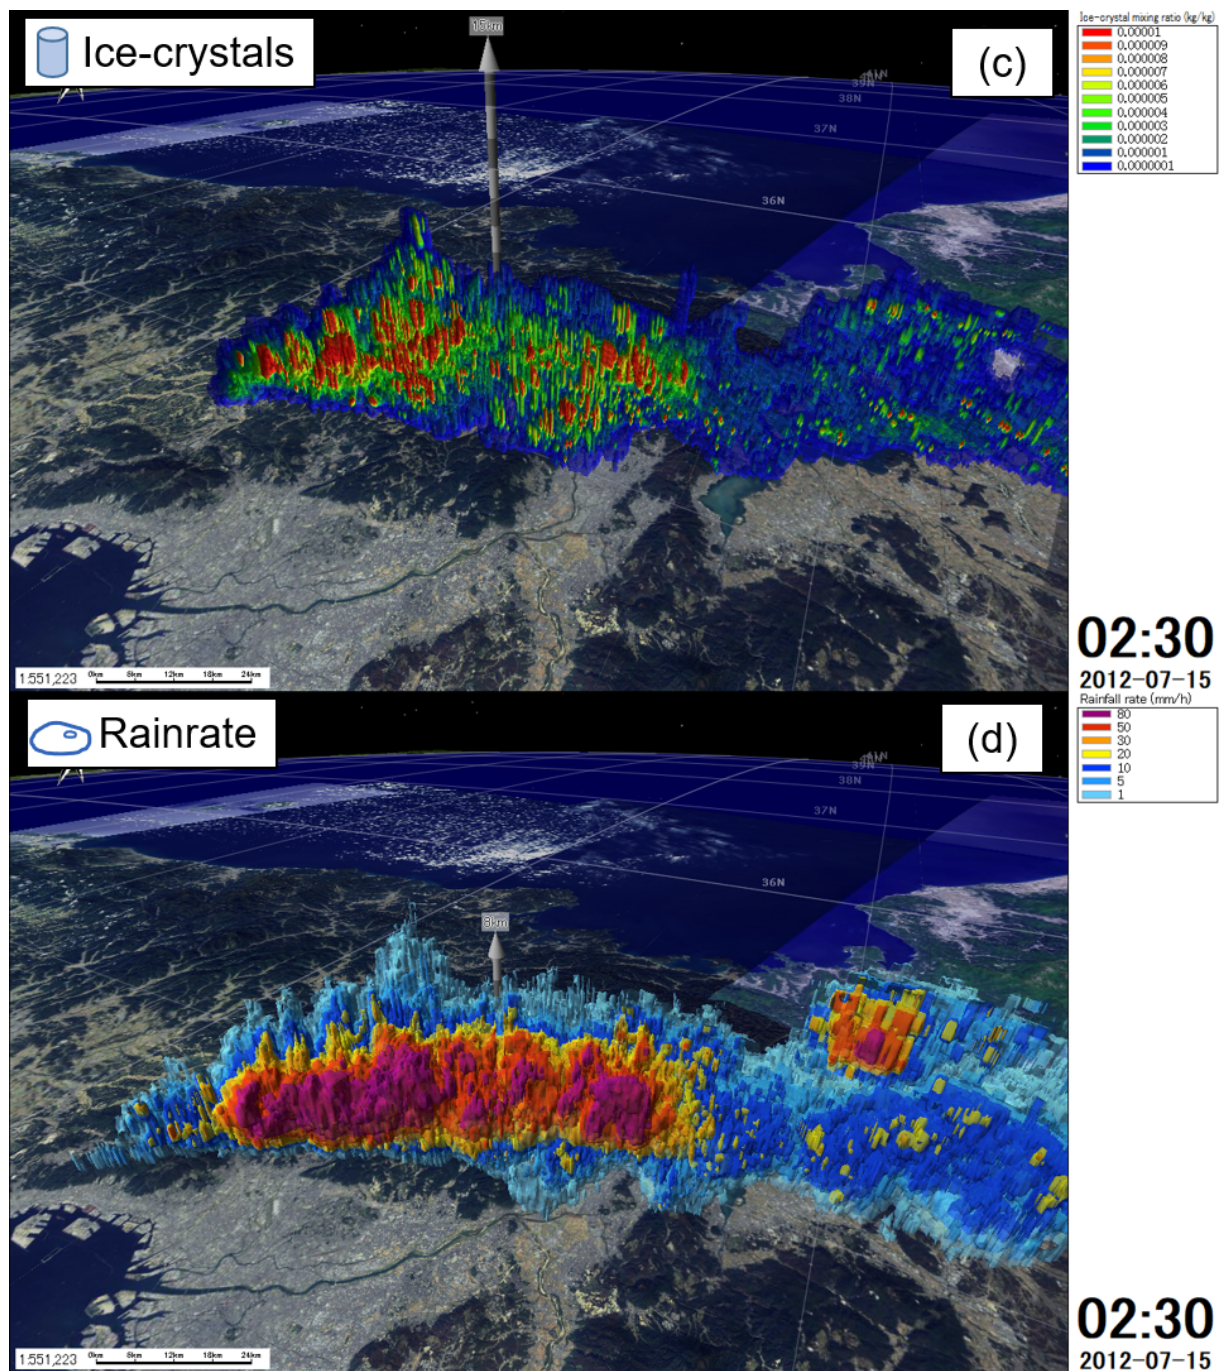 Ice-crystals
15km
(c)
Ice-crystal mixing ratio (kg/kg)
0.00001
0.000009
0.000008
0.000007
0.000006
0.000005
0.000004
0.000003
0.000002
0.000001
0.0000001
39N
38N
37N
36N
1:551,223
0km 6km 12km 18km 24km
02:30
2012-07-15
Rainrate
(d)
Rainfall rate (mm/h)
80
50
30
20
10
5
1
39N
38N
37N
36N
8km
1:551,223
0km 6km 12km 18km 24km
02:30
2012-07-15